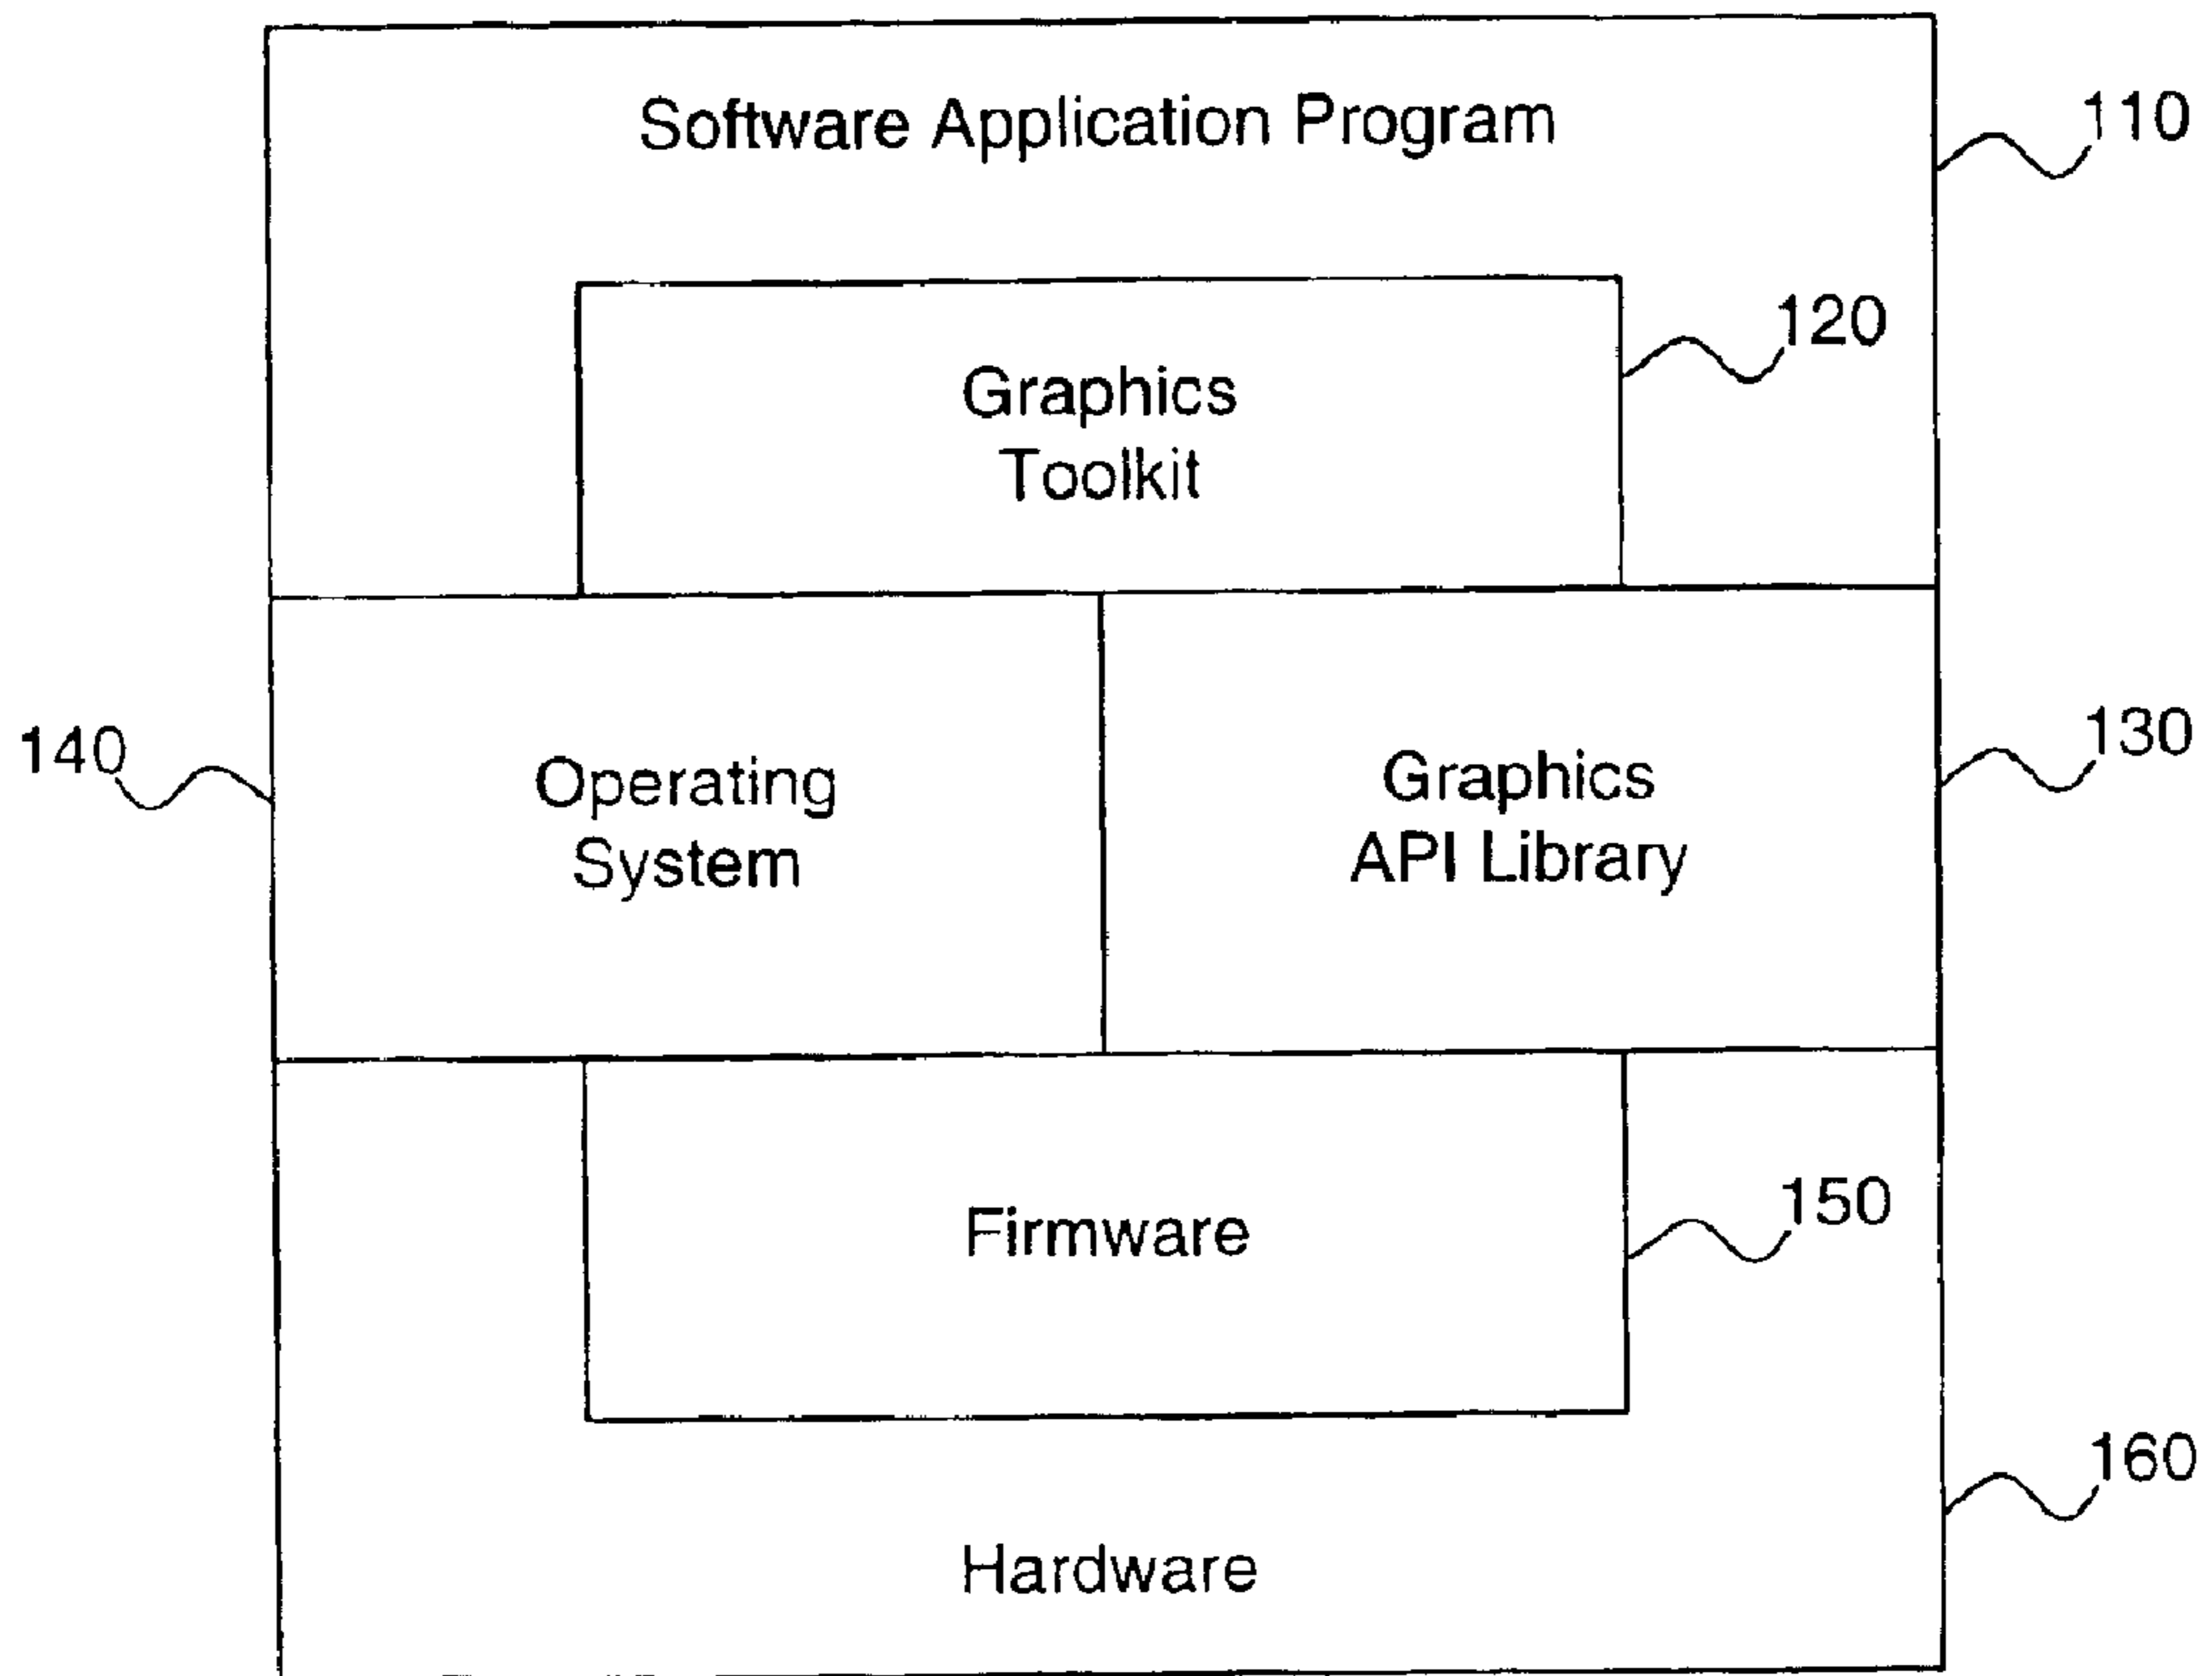 Software Application Program
110
120
Graphics
Toolkit
140
Operating
System
Graphics
API Library
130
Firmware
150
160
Hardware